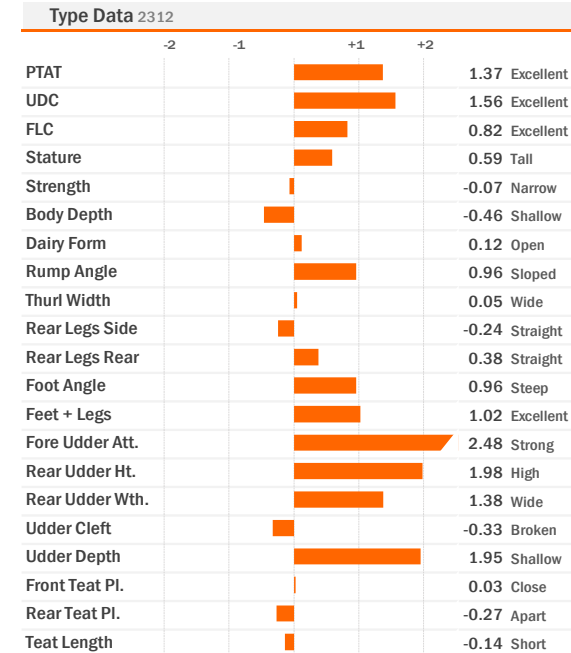 Type Data 2312
-2 -1 +1 +2
PTAT 1.37 Excellent
UDC 1.56 Excellent
FLC 0.82 Excellent
Stature 0.59 Tall
Strength -0.07 Narrow
Body Depth -0.46 Shallow
Dairy Form 0.12 Open
Rump Angle 0.96 Sloped
Thurl Width 0.05 Wide
Rear Legs Side -0.24 Straight
Rear Legs Rear 0.38 Straight
Foot Angle 0.96 Steep
Feet + Legs 1.02 Excellent
Fore Udder Att. 2.48 Strong
Rear Udder Ht. 1.98 High
Rear Udder Wth. 1.38 Wide
Udder Cleft -0.33 Broken
Udder Depth 1.95 Shallow
Front Teat Pl. 0.03 Close
Rear Teat Pl. -0.27 Apart
Teat Length -0.14 Short